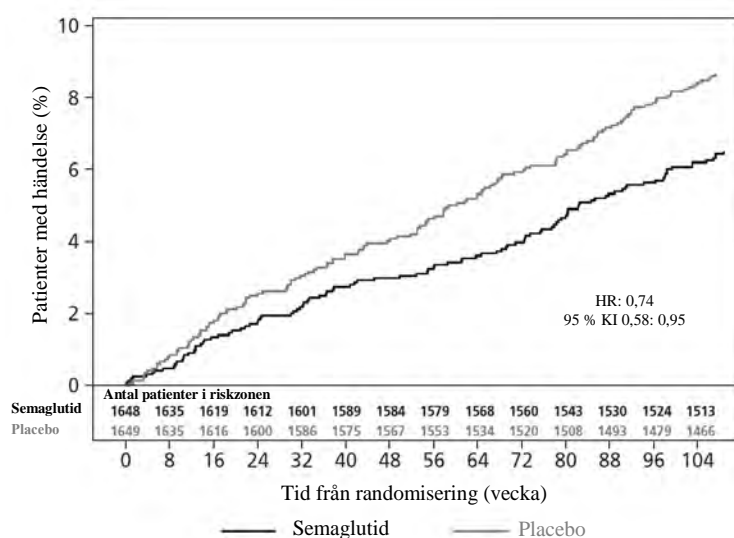 10
8
6
4
2
0
Patienter med händelse (%)
HR: 0,74
95 % KI 0,58: 0,95
Antal patienter i riskzonen
Semaglutid 1648 1635 1619 1612 1601 1589 1584 1579 1568 1560 1543 1530 1524 1513
Placebo 1649 1635 1616 1600 1586 1575 1567 1553 1534 1520 1508 1493 1479 1466
0 8 16 24 32 40 48 56 64 72 80 88 96 104
Tid från randomisering (vecka)
Semaglutid Placebo